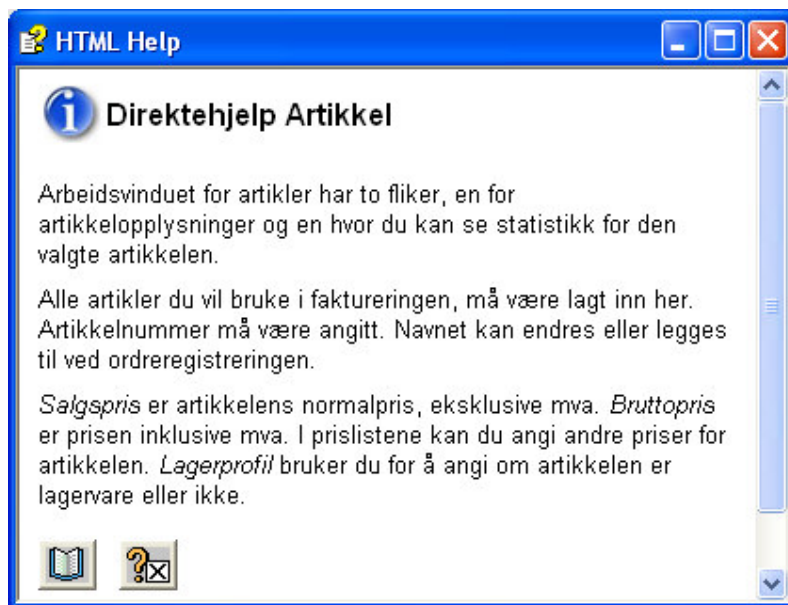 HTML Help
Direktehjelp Artikkel
Arbeidsvinduet for artikler har to fliker, en for
artikkelopplysninger og en hvor du kan se statistikk for den
valgte artikkelen.
Alle artikler du vil bruke i faktureringen, må være lagt inn her.
Artikkelnummer må være angitt. Navnet kan endres eller legges
til ved ordreregistreringen.
Salgspris er artikkelens normalpris, eksklusive mva. Bruttopris
er prisen inklusive mva. I prislistene kan du angi andre priser for
artikkelen. Lagerprofil bruker du for å angi om artikkelen er
lagervare eller ikke.